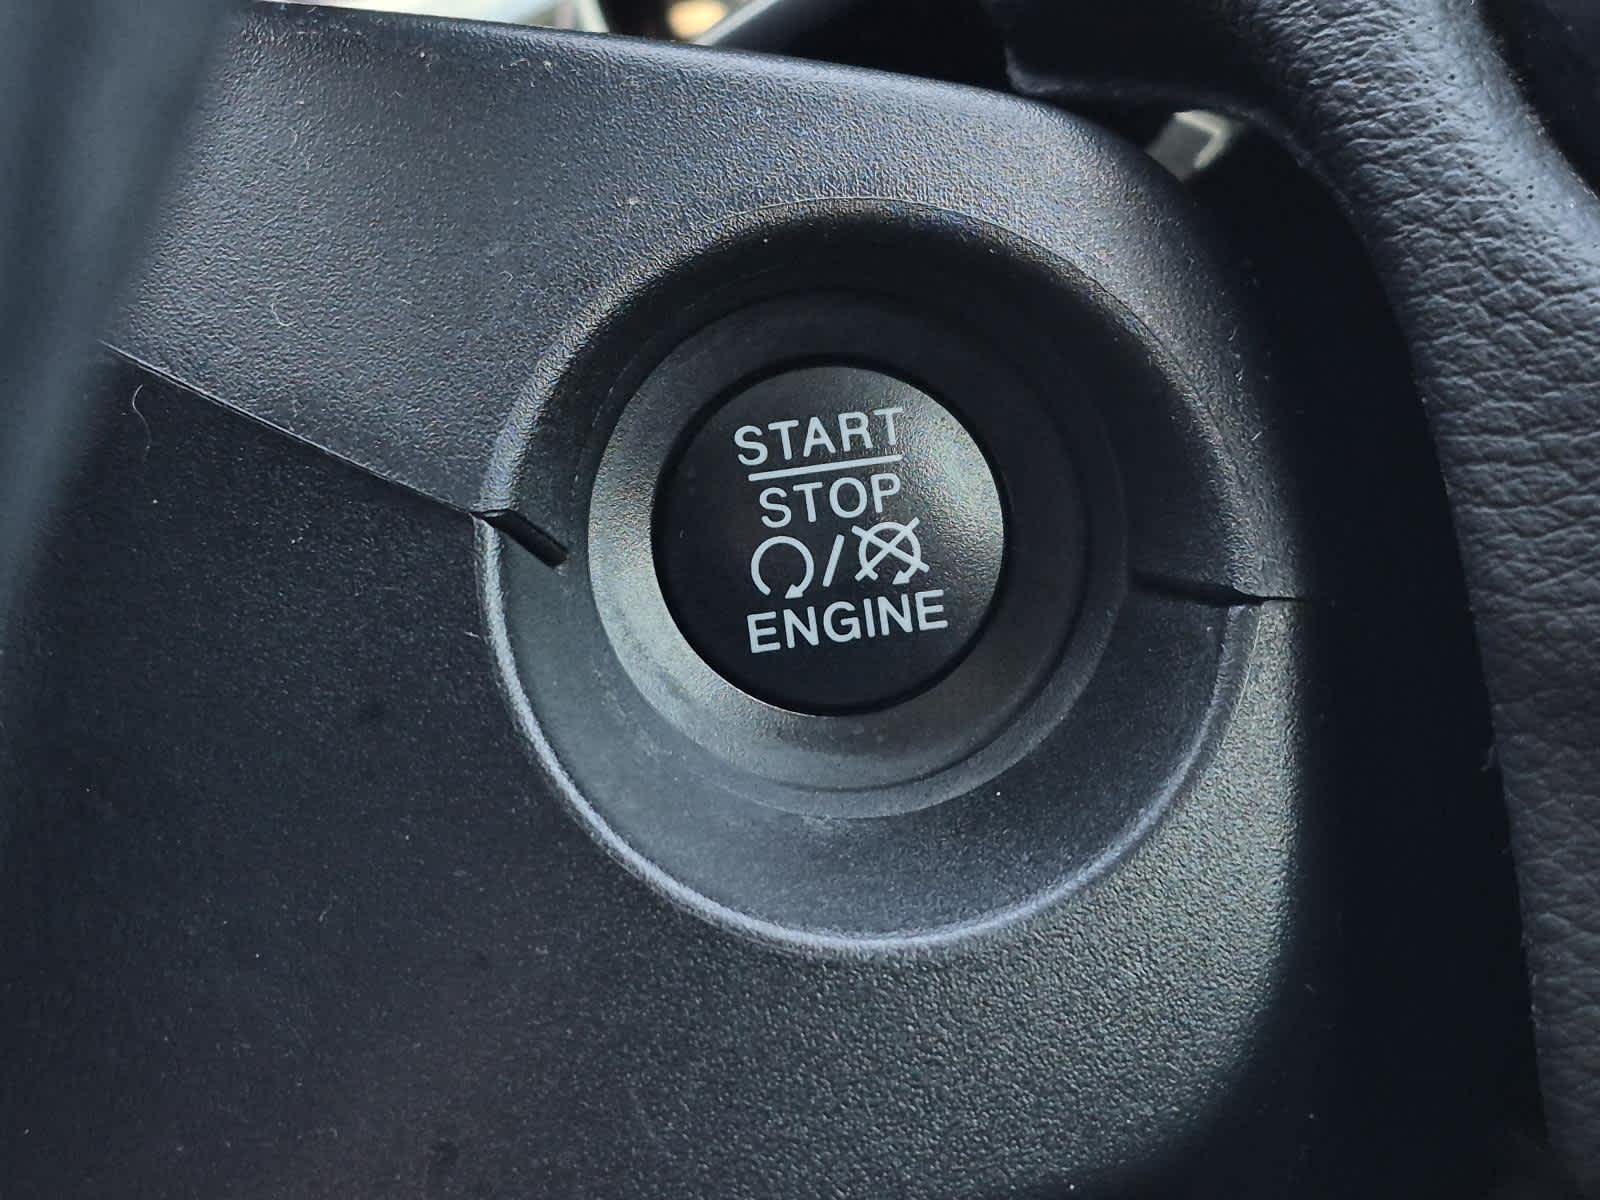 START
STOP
/
ENGINE